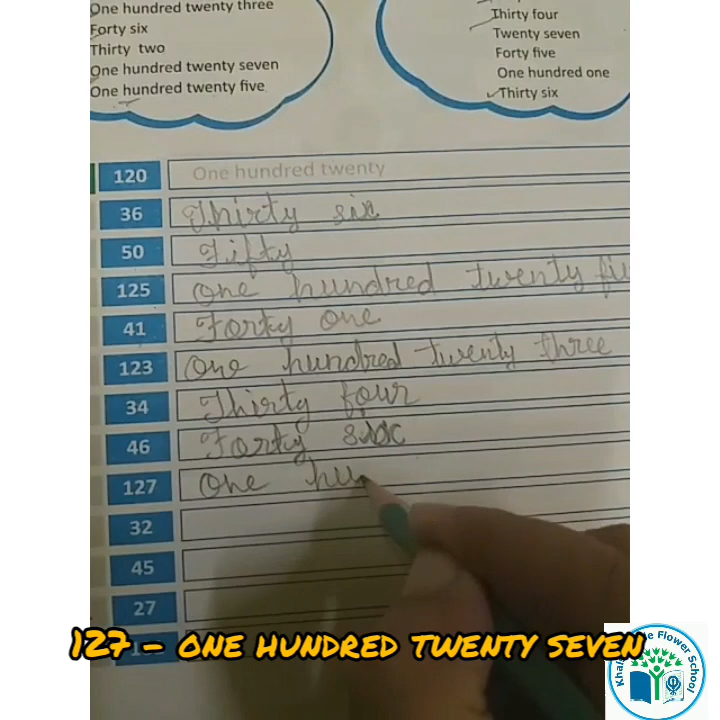 One hundred twenty three
Forty six
Thirty two
One hundred twenty seven
One hundred twenty five
Thirty four
Twenty seven
Forty five
One hundred one
Thirty six
120 One hundred twenty
36 Thirty six
50 Fifty
125 One hundred twenty
41 Forty one
123 One hundred twenty three
34 Thirty four
46 Forty six
127 One hu
32
45
27
127 - ONE HUNDRED TWENTY SEVEN
Flower School